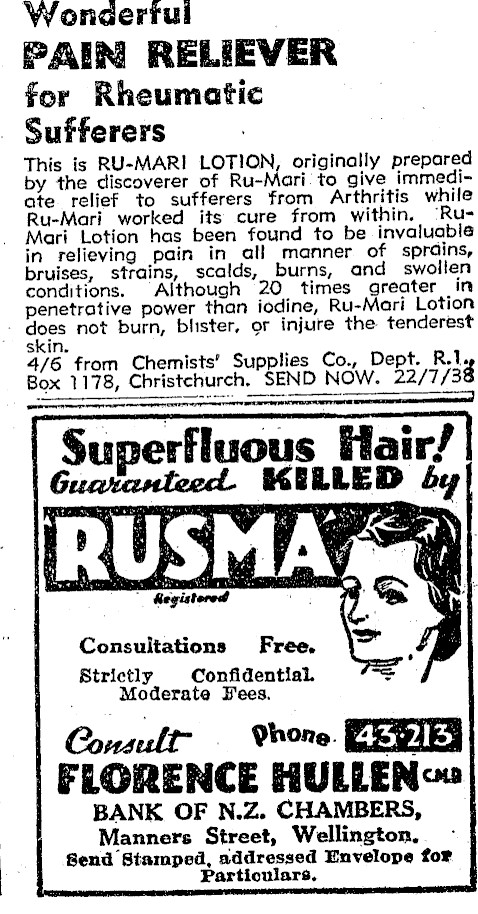 Wonderful
PAIN RELIEVER
for Rheumatic
Sufferers
This is RU-MARI LOTION, originally prepared
by the discoverer of Ru-Mari to give immedi-
ate relief to sufferers from Arthritis while
Ru-Mari worked its cure from within. Ru-
Mari Lotion has been found to be invaluable
in relieving pain in all manner of sprains,
bruises, strains, scalds, burns, and swollen
conditions. Although 20 times greater in
penetrative power than iodine, Ru-Mari Lotion
does not burn, blister, or injure the tenderest
skin.
4/6 from Chemists' Supplies Co., Dept. R.1.,
Box 1178, Christchurch. SEND NOW. 22/7/38
Superfluous Hair!
Guaranteed KILLED by
RUSMA
Registered
Consultations Free.
Strictly Confidential.
Moderate Fees.
Consult Phone 43-213
FLORENCE HULLEN C.M.D
BANK OF N.Z. CHAMBERS,
Manners Street, Wellington.
Send Stamped, addressed Envelope for
Particulars.